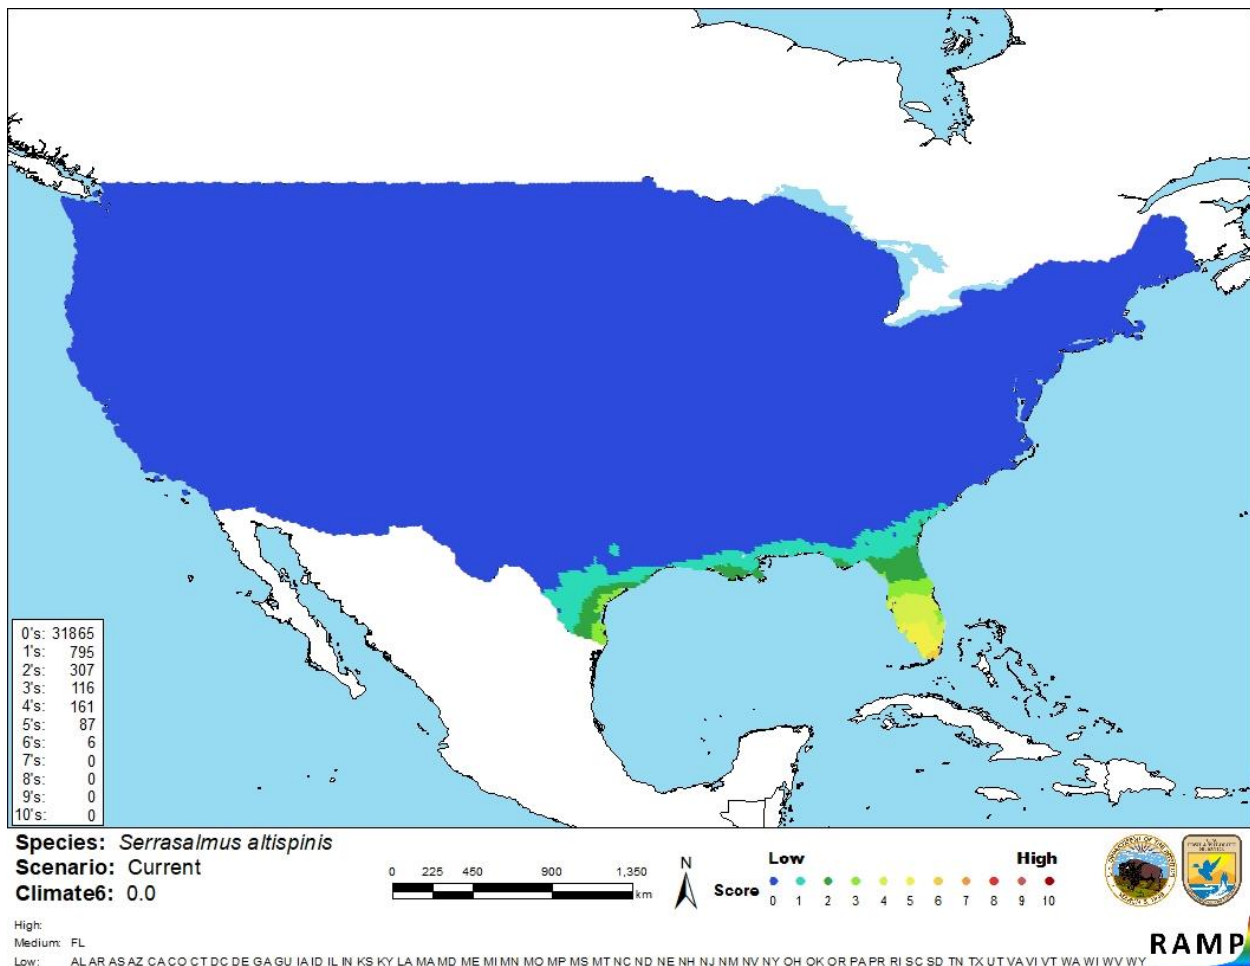 0's: 31865
1's: 795
2's: 307
3's: 116
4's: 161
5's: 87
6's: 6
7's: 0
8's: 0
9's: 0
10's: 0
Species: Serrasalmus altispinis
Scenario: Current
Climate6: 0.0
0 225 450 900 1,350
km
N
Low High
Score
0 1 2 3 4 5 6 7 8 9 10
High:
Medium: FL
Low: AL AR AS AZ CA CO CT DC DE GA GU IA ID IL IN KS KY LA MA MD ME MI MN MO MP MS MT NC ND NE NH NJ NM NV NY OH OK OR PA PR RI SC SD TN TX UT VA VI VT WA WI WV WY
RAMP